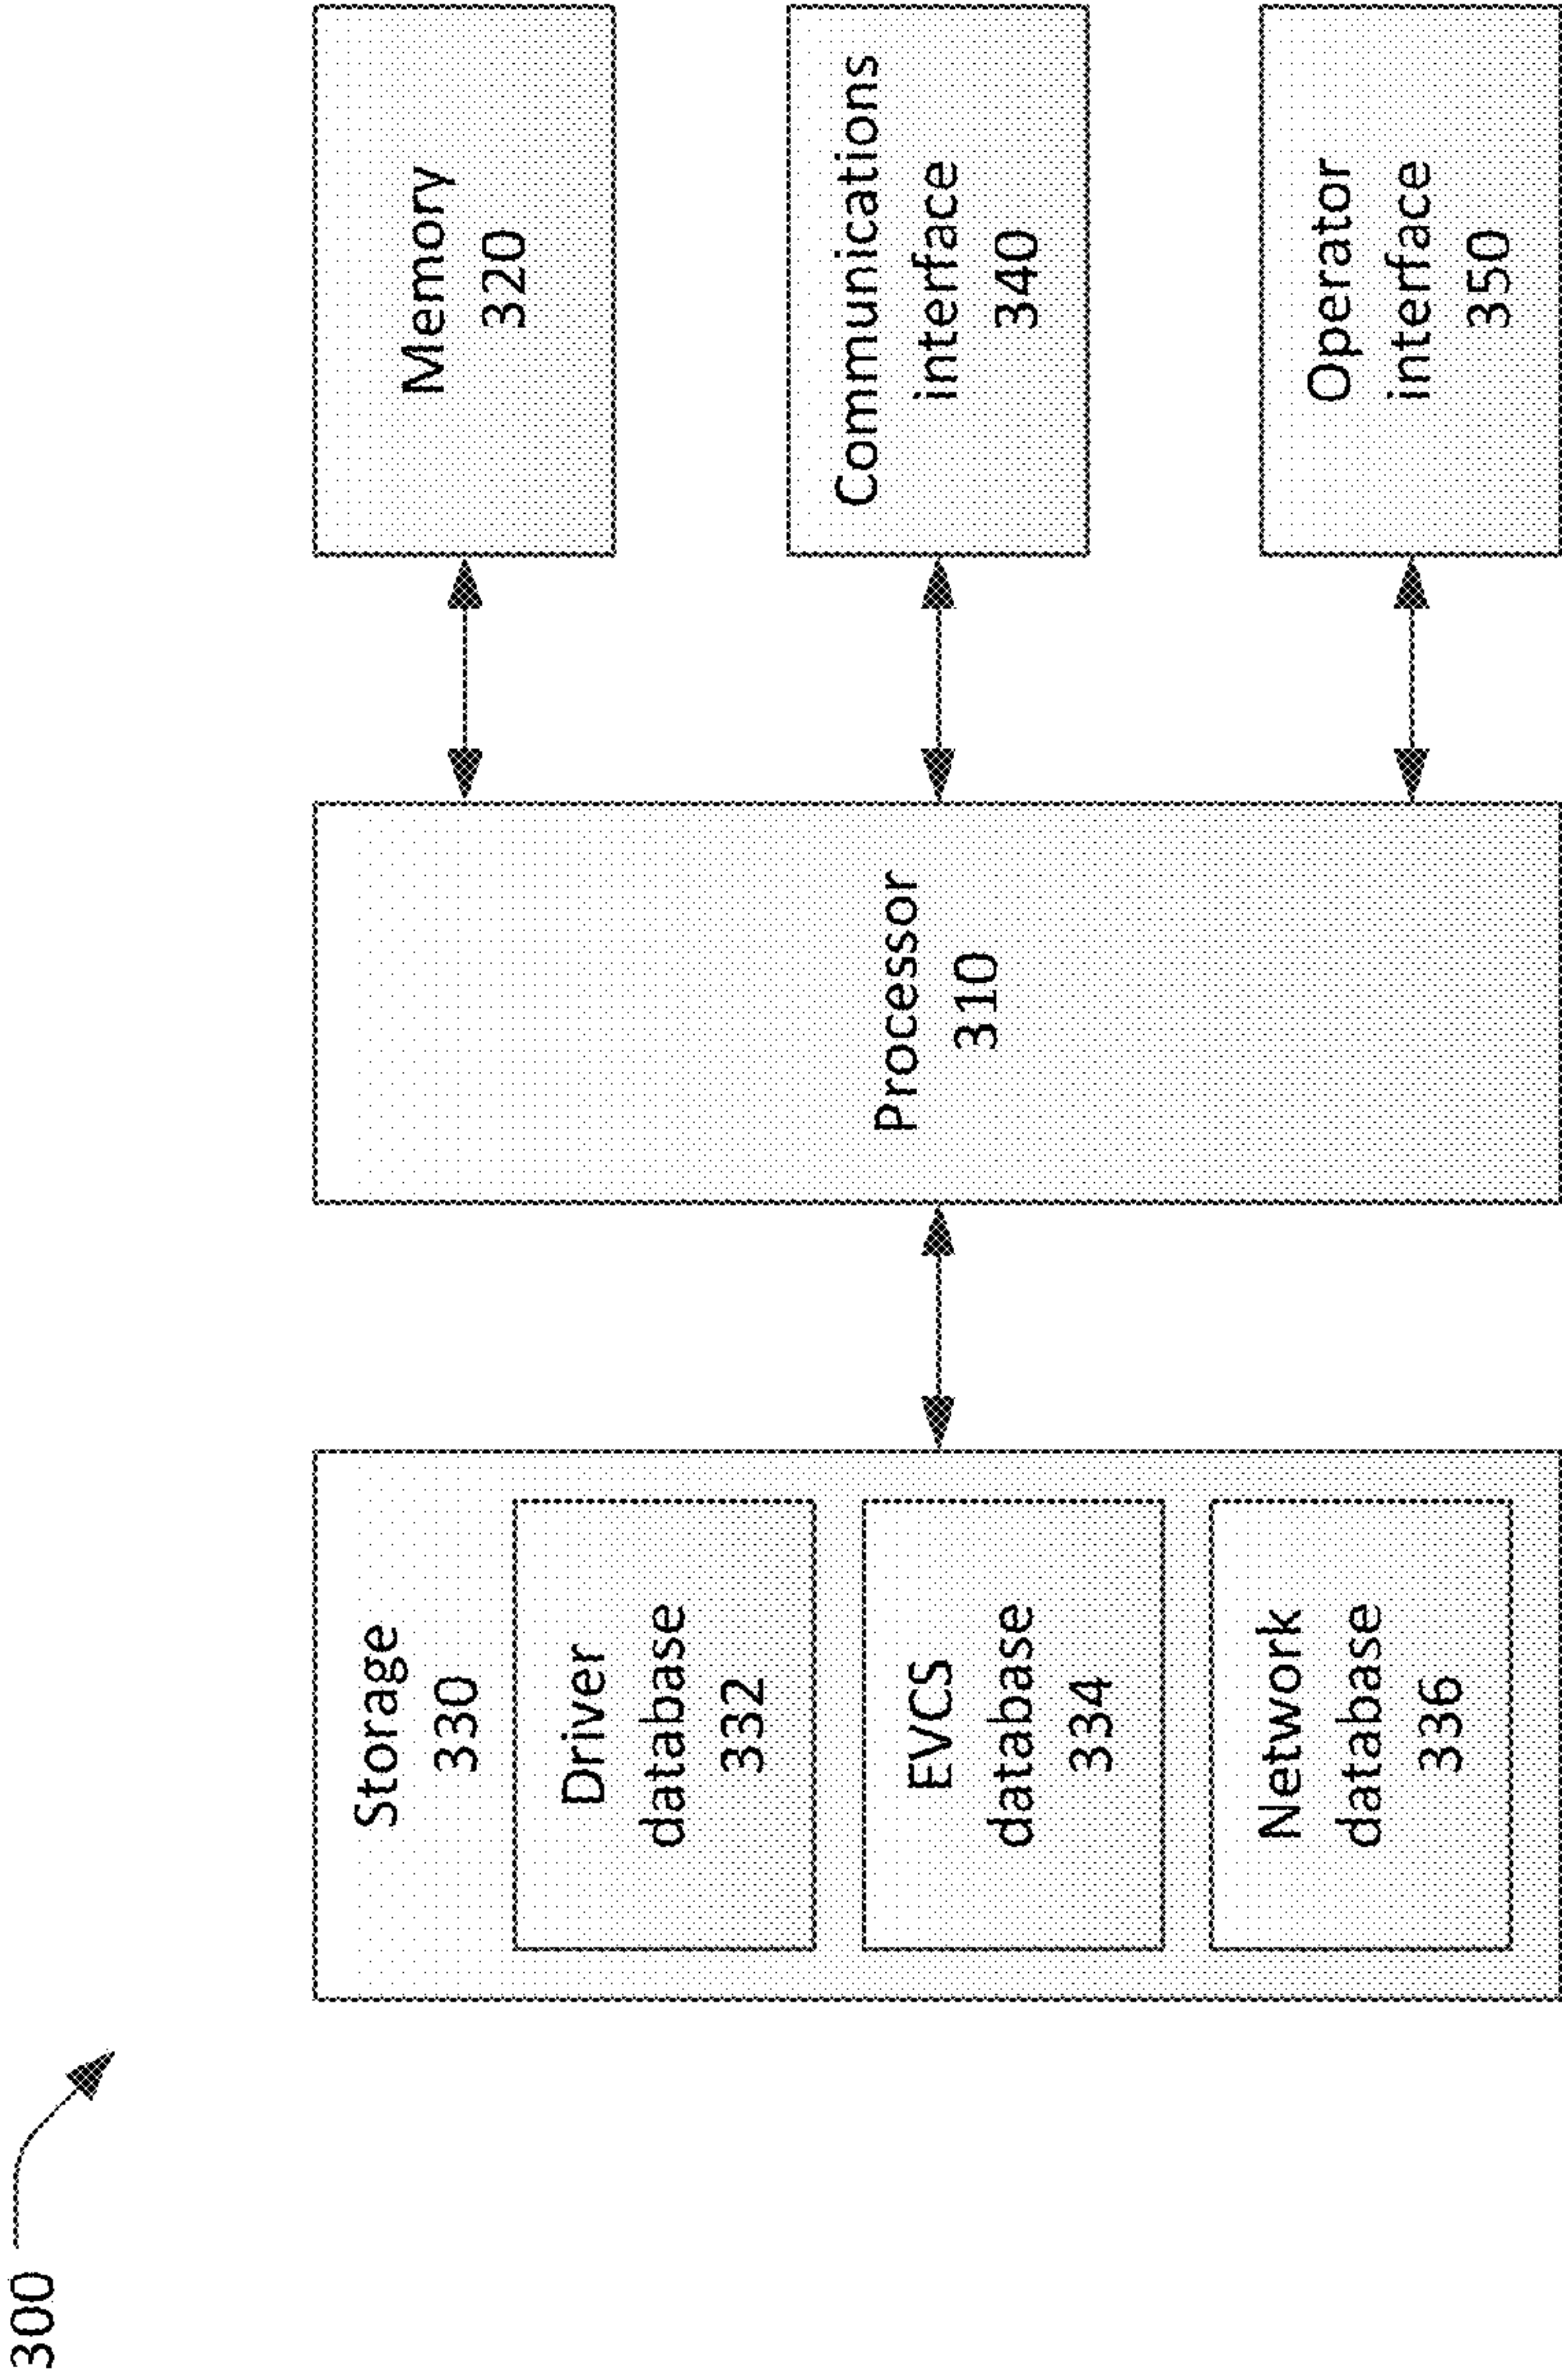 300
Storage
330
Driver
database
332
EVCS
database
334
Network
database
336
Processor
310
Memory
320
Communications
interface
340
Operator
interface
350